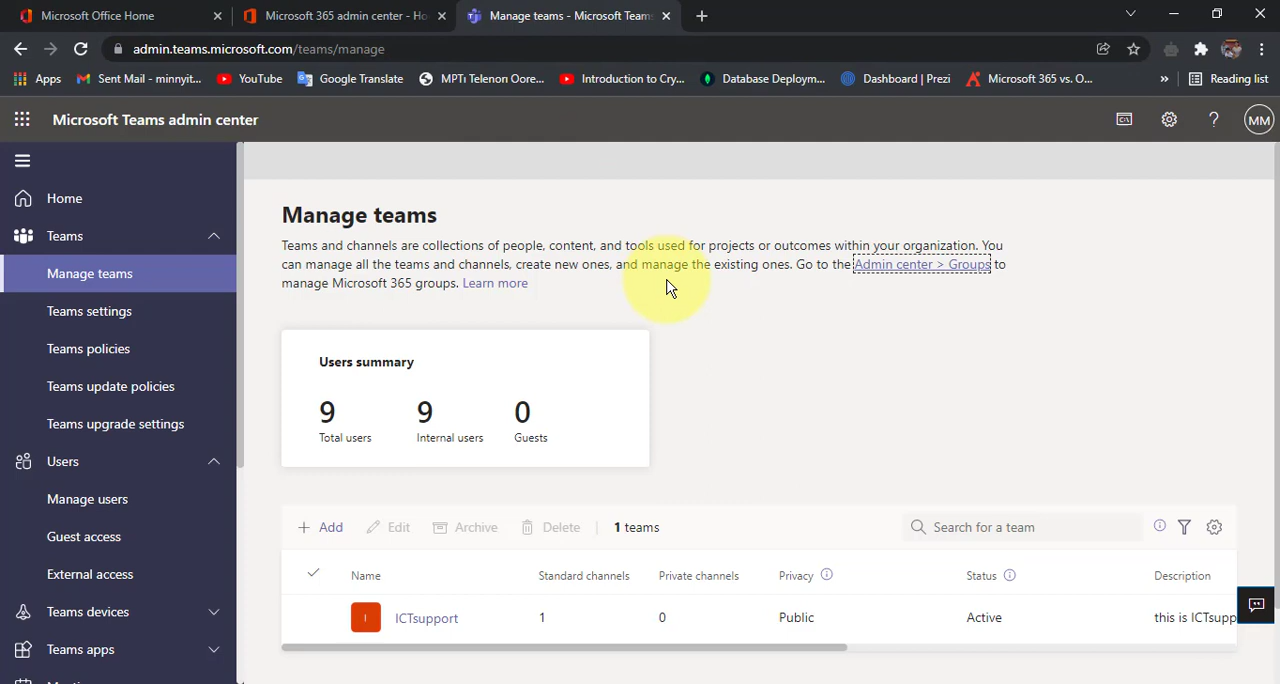 Microsoft Office Home
Microsoft 365 admin center - Ho
Manage teams - Microsoft Teams
admin.teams.microsoft.com/teams/manage
Apps
Sent Mail - minnyit...
YouTube
Google Translate
MPTi Telenon Oore...
Introduction to Cry...
Database Deploym...
Dashboard | Prezi
Microsoft 365 vs. O...
»
Reading list
Microsoft Teams admin center
?
MM
Home
Teams
Manage teams
Teams settings
Teams policies
Teams update policies
Teams upgrade settings
Users
Manage users
Guest access
External access
Teams devices
Teams apps
Manage teams
Teams and channels are collections of people, content, and tools used for projects or outcomes within your organization. You
can manage all the teams and channels, create new ones, and manage the existing ones. Go to the Admin center > Groups to
manage Microsoft 365 groups. Learn more
Users summary
9 9 0
Total users Internal users Guests
Add Edit Archive Delete 1 teams Search for a team
Name Standard channels Private channels Privacy Status Description
I ICTsupport 1 0 Public Active this is ICTsupp